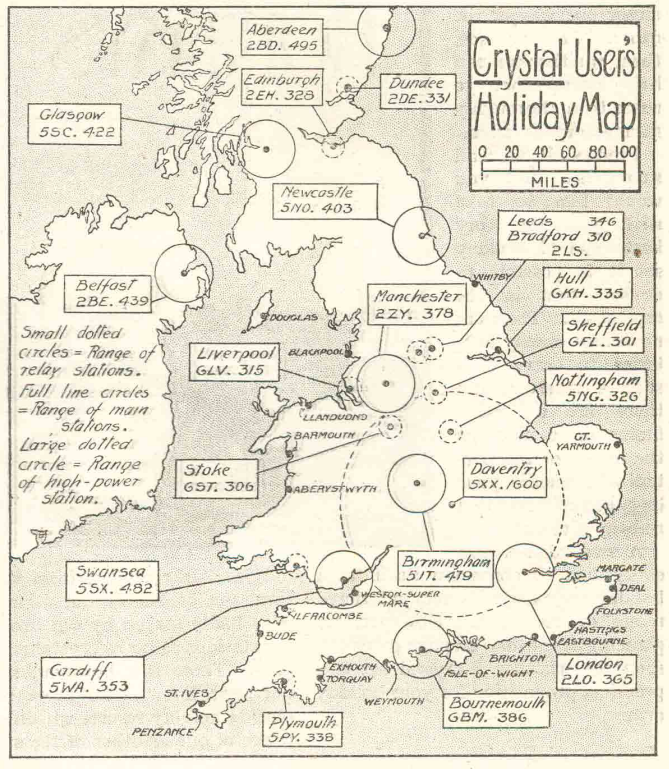 Aberdeen
2BD. 495
Crystal User's
Holiday Map
0 20 40 60 80 100
MILES
Edinburgh
2EH. 328
Dundee
2DE. 331
Glasgow
5SC. 422
Newcastle
5NO. 403
Leeds 346
Bradford 310
2LS.
Belfast
2BE. 439
WHITBY
Hull
6KH. 335
Manchester
2ZY. 378
DOUGLAS
Sheffield
6FL. 301
Small dotted
circles = Range of
relay stations.
Full line circles
= Range of main
stations.
Large dotted
circle = Range
of high-power
station.
Liverpool
6LV. 315
BLACKPOOL
Nottingham
5NG. 326
LLANDUDNO
BARMOUTH
GT.
YARMOUTH
Stoke
6ST. 306
ABERYSTWYTH
Daventry
5XX. 1600
Swansea
5SX. 482
Birmingham
5IT. 479
MARGATE
DEAL
FOLKSTONE
WESTON-SUPER
MARE
ILFRACOMBE
HASTINGS
EASTBOURNE
BUDE
BRIGHTON
Cardiff
5WA. 353
EXMOUTH
TORQUAY
ISLE-OF-WIGHT
London
2LO. 365
WEYMOUTH
ST. IVES
PENZANCE
Plymouth
5PY. 338
Bournemouth
6BM. 386